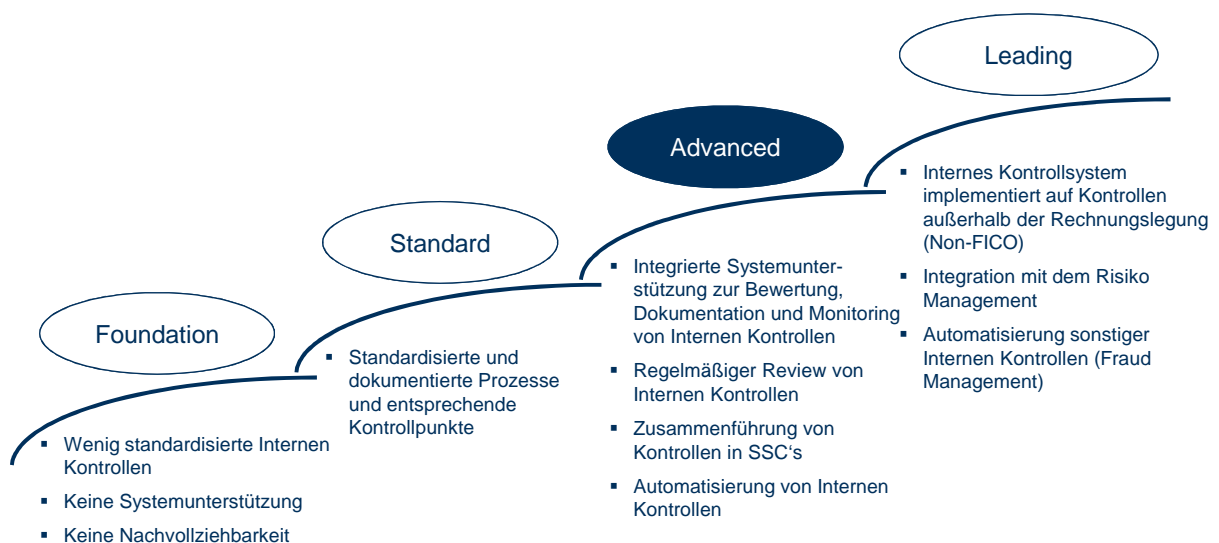 Foundation
▪ Wenig standardisierte Internen
Kontrollen
▪ Keine Systemunterstützung
▪ Keine Nachvollziehbarkeit
Standard
▪ Standardisierte und
dokumentierte Prozesse
und entsprechende
Kontrollpunkte
Advanced
▪ Integrierte Systemunter-
stützung zur Bewertung,
Dokumentation und Monitoring
von Internen Kontrollen
▪ Regelmäßiger Review von
Internen Kontrollen
▪ Zusammenführung von
Kontrollen in SSC‘s
▪ Automatisierung von Internen
Kontrollen
Leading
▪ Internes Kontrollsystem
implementiert auf Kontrollen
außerhalb der Rechnungslegung
(Non-FICO)
▪ Integration mit dem Risiko
Management
▪ Automatisierung sonstiger
Internen Kontrollen (Fraud
Management)